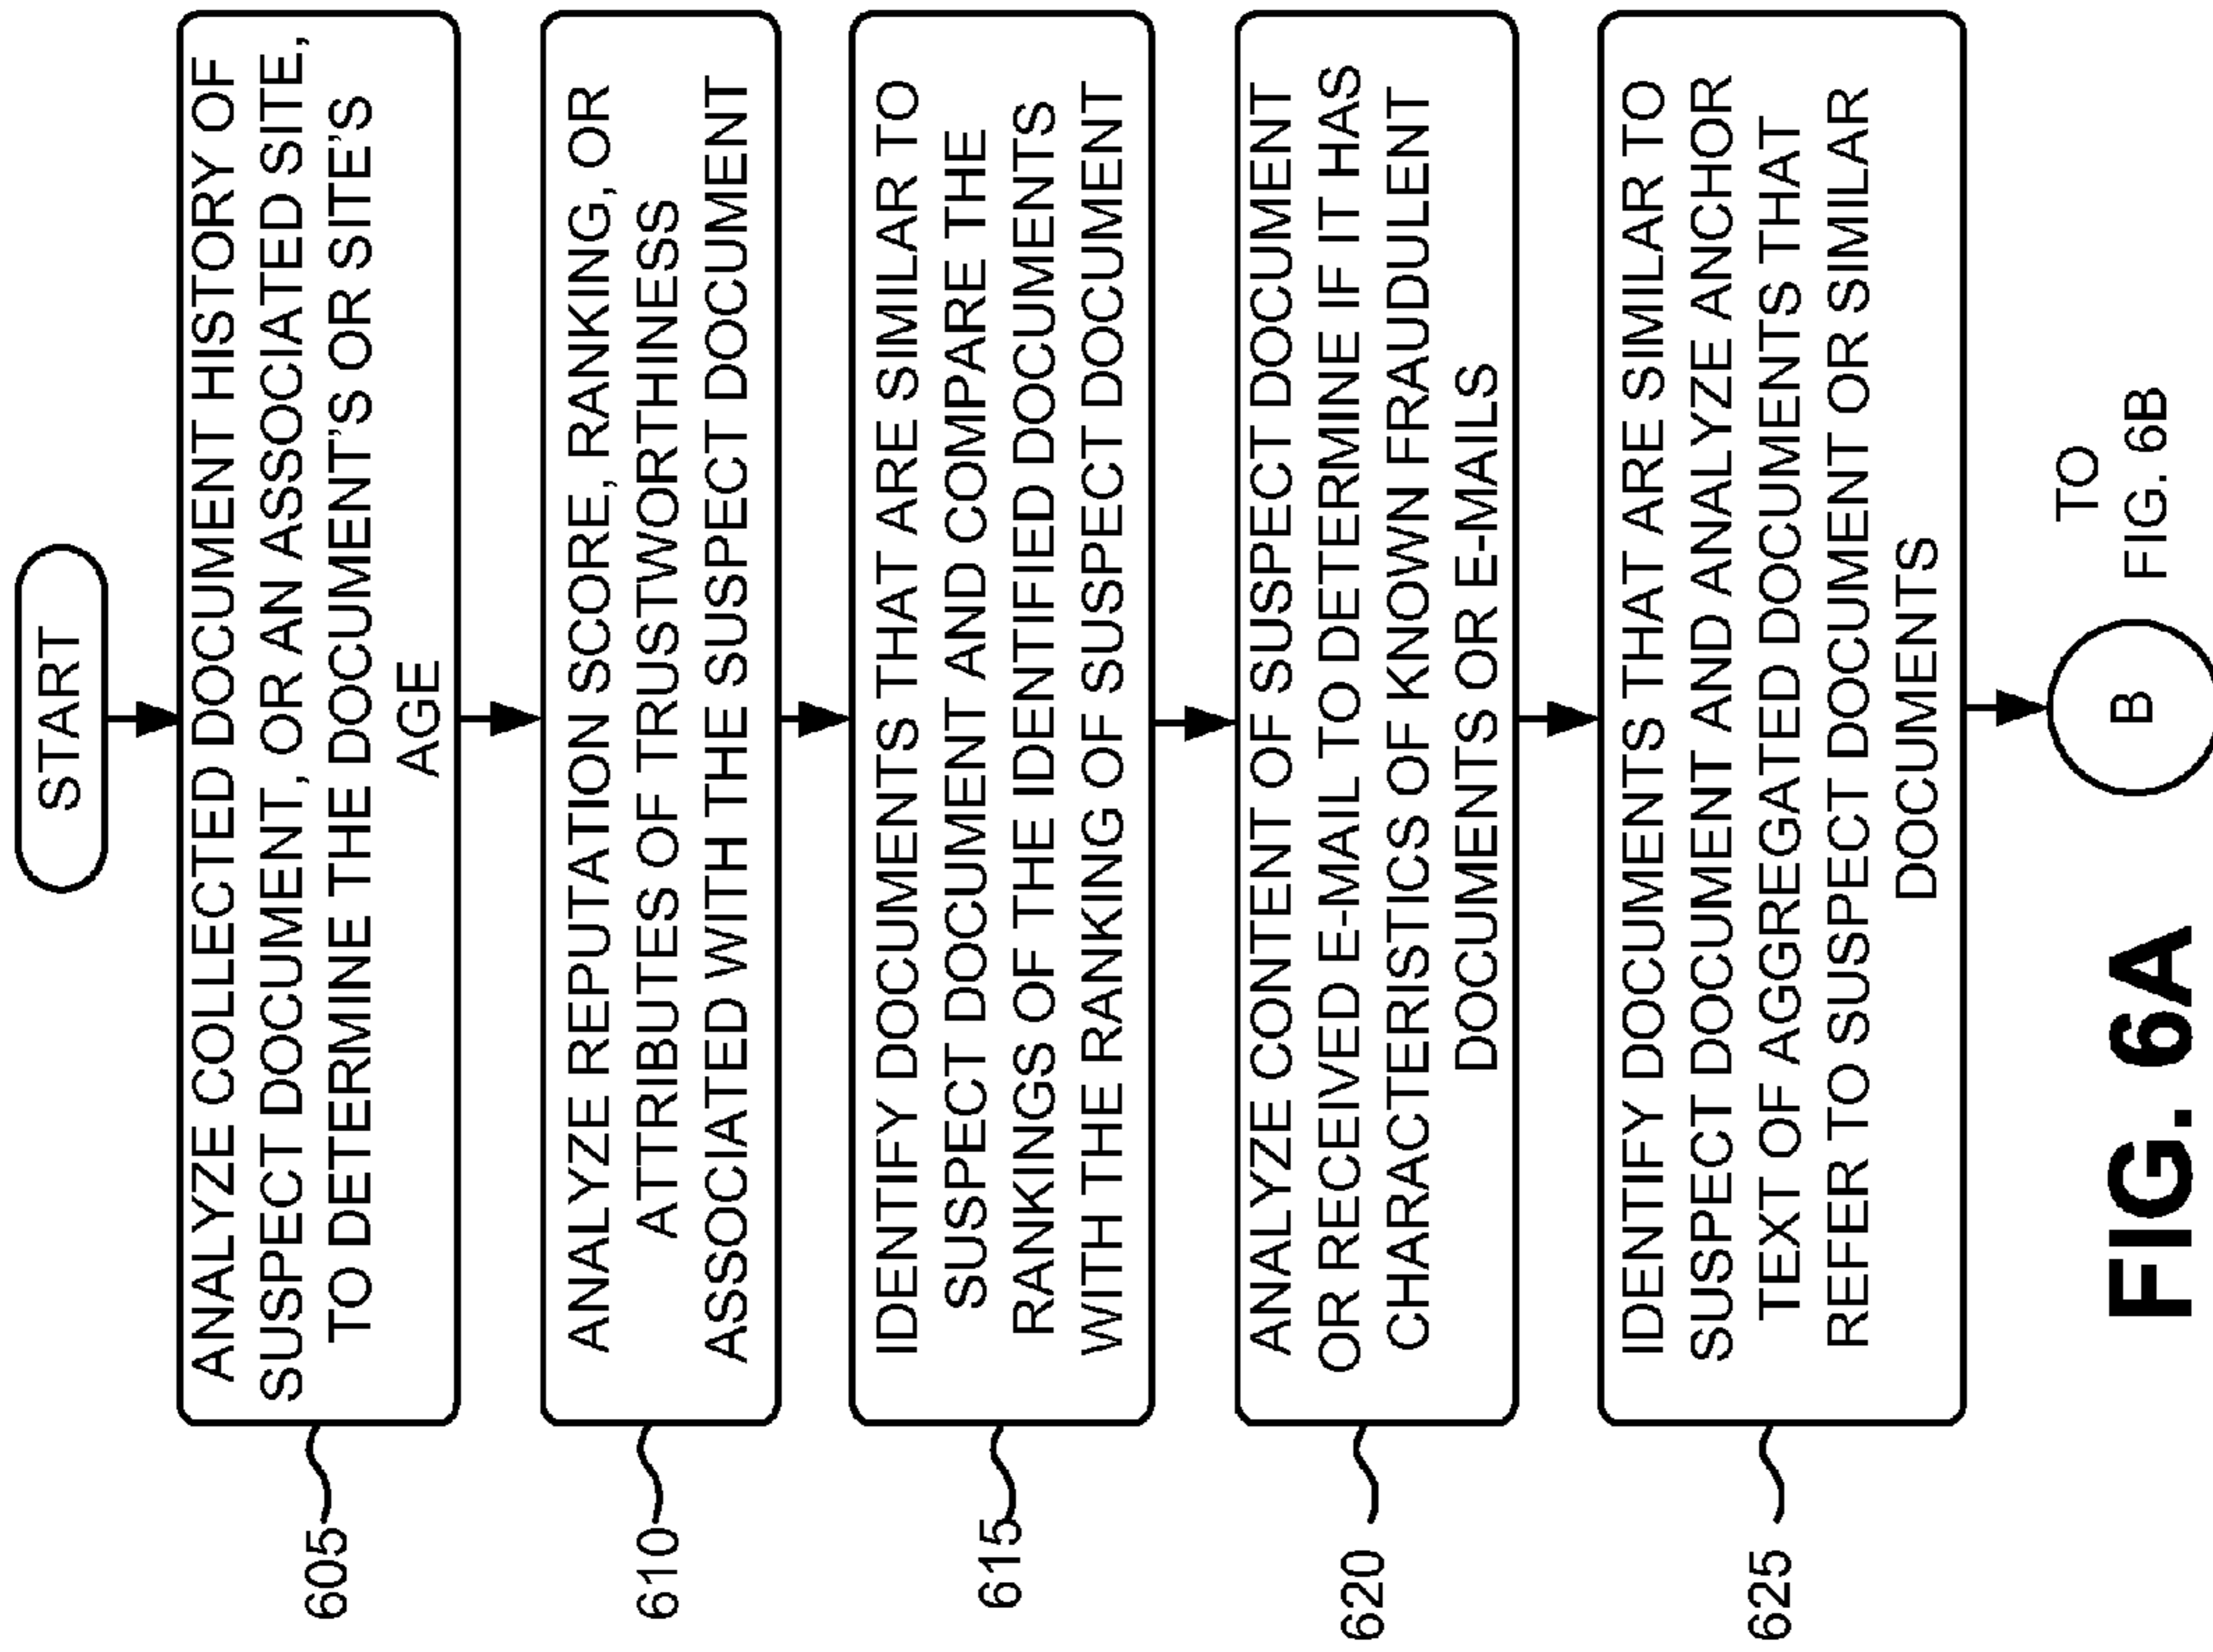 START
605
ANALYZE COLLECTED DOCUMENT HISTORY OF
SUSPECT DOCUMENT, OR AN ASSOCIATED SITE,
TO DETERMINE THE DOCUMENT'S OR SITE'S
AGE
610
ANALYZE REPUTATION SCORE, RANKING, OR
ATTRIBUTES OF TRUSTWORTHINESS
ASSOCIATED WITH THE SUSPECT DOCUMENT
615
IDENTIFY DOCUMENTS THAT ARE SIMILAR TO
SUSPECT DOCUMENT AND COMPARE THE
RANKINGS OF THE IDENTIFIED DOCUMENTS
WITH THE RANKING OF SUSPECT DOCUMENT
620
ANALYZE CONTENT OF SUSPECT DOCUMENT
OR RECEIVED E-MAIL TO DETERMINE IF IT HAS
CHARACTERISTICS OF KNOWN FRAUDULENT
DOCUMENTS OR E-MAILS
625
IDENTIFY DOCUMENTS THAT ARE SIMILAR TO
SUSPECT DOCUMENT AND ANALYZE ANCHOR
TEXT OF AGGREGATED DOCUMENTS THAT
REFER TO SUSPECT DOCUMENT OR SIMILAR
DOCUMENTS
B
TO
FIG. 6B
FIG. 6A